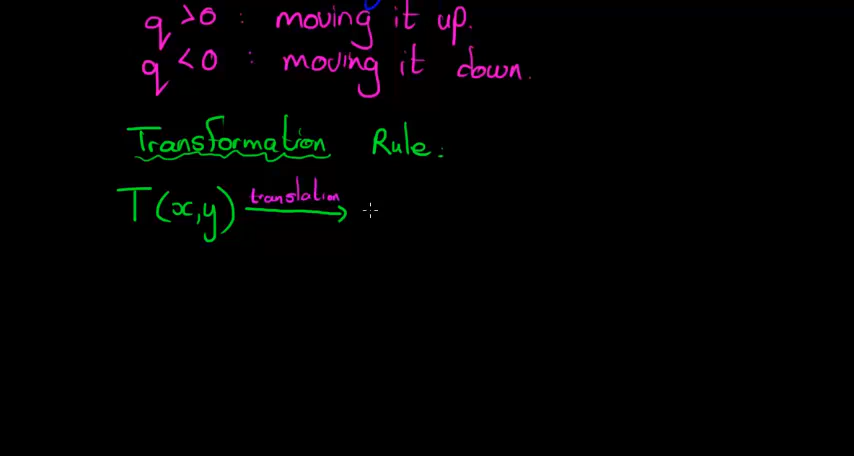 q > 0 : moving it up.
q < 0 : moving it down.
Transformation Rule:
T(x,y) translation →